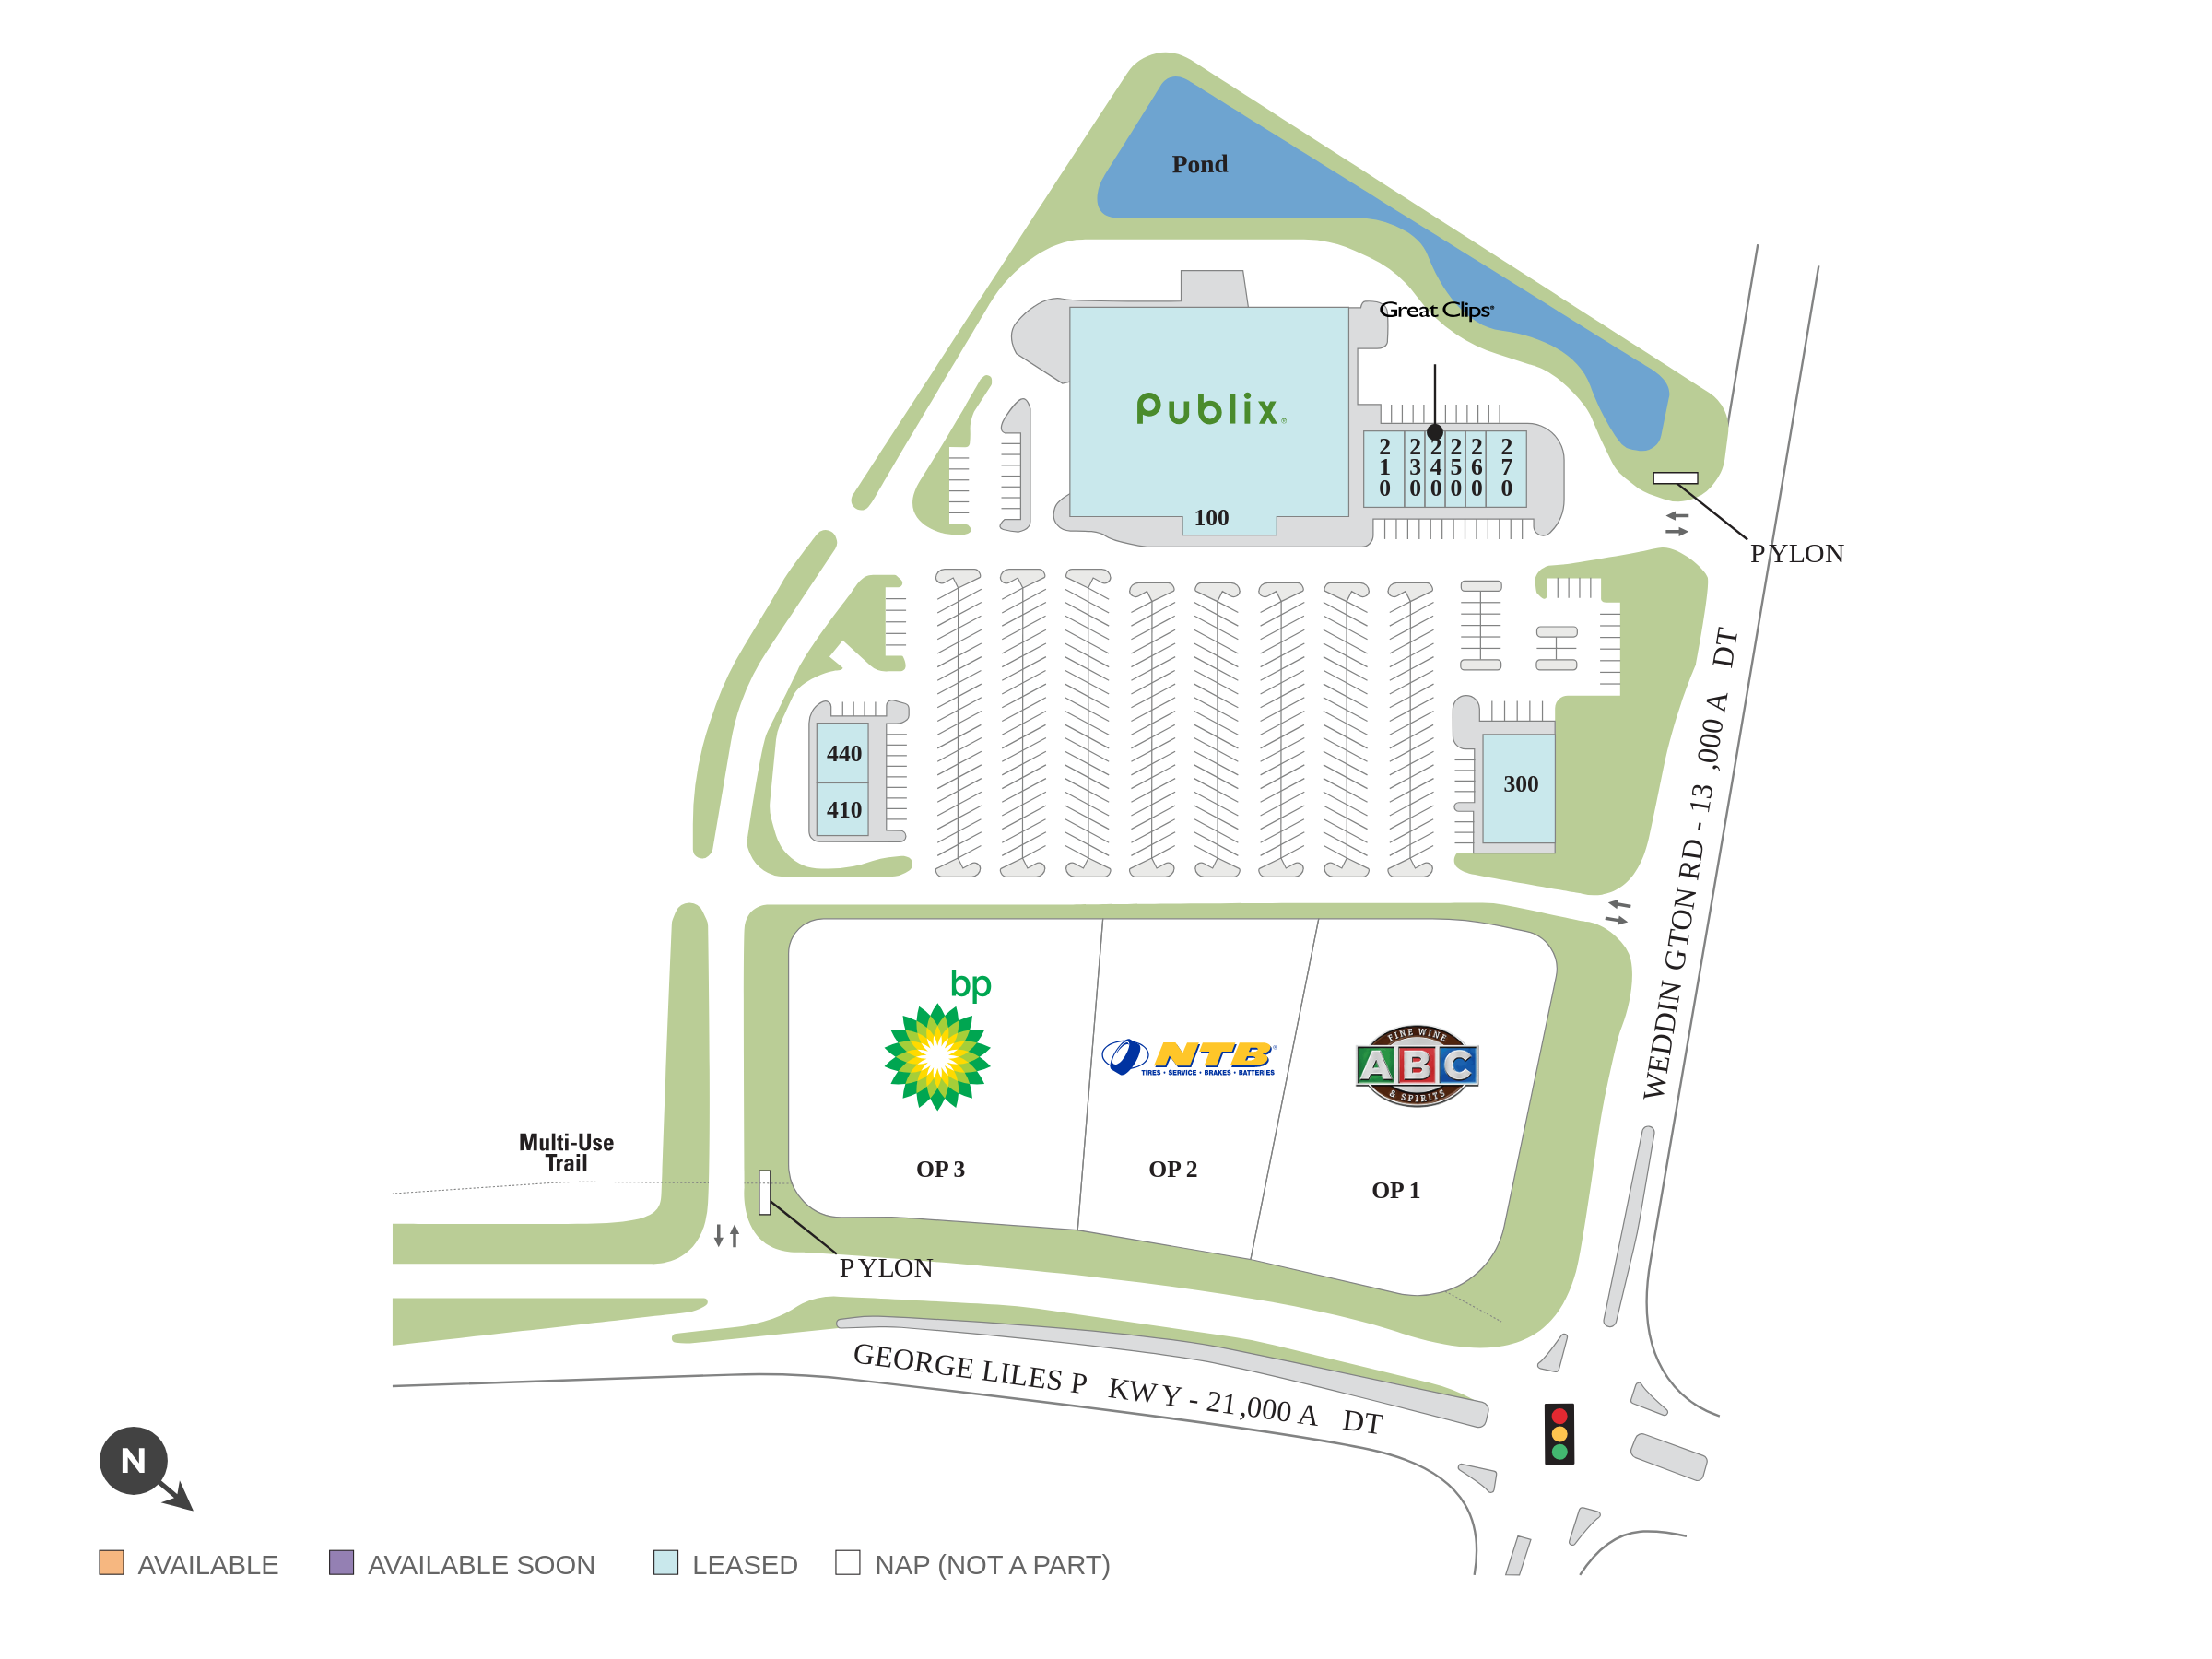 Pond
Great Clips®
Publix®
210
230
240
250
260
270
100
PYLON
440
410
300
WEDDINGTON RD - 13,000 ADT
bp
NTB®
TIRES • SERVICE • BRAKES • BATTERIES
FINE WINE
ABC
& SPIRITS
Multi-Use
Trail
OP 3
OP 2
OP 1
PYLON
GEORGE LILES PKWY - 21,000 ADT
N
AVAILABLE
AVAILABLE SOON
LEASED
NAP (NOT A PART)